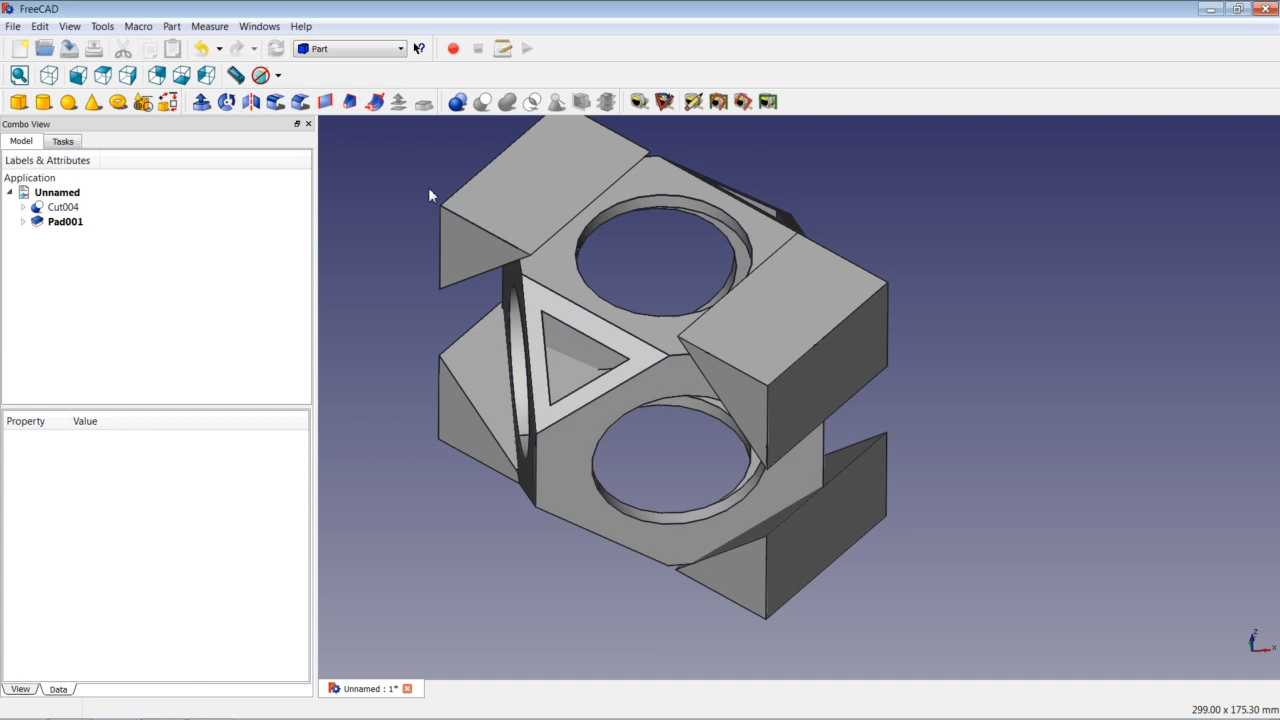 FreeCAD
File Edit View Tools Macro Part Measure Windows Help
Part
Combo View
Model Tasks
Labels & Attributes
Application
Unnamed
Cut004
Pad001
Property Value
View Data
Unnamed : 1*
z
x
299.00 x 175.30 mm